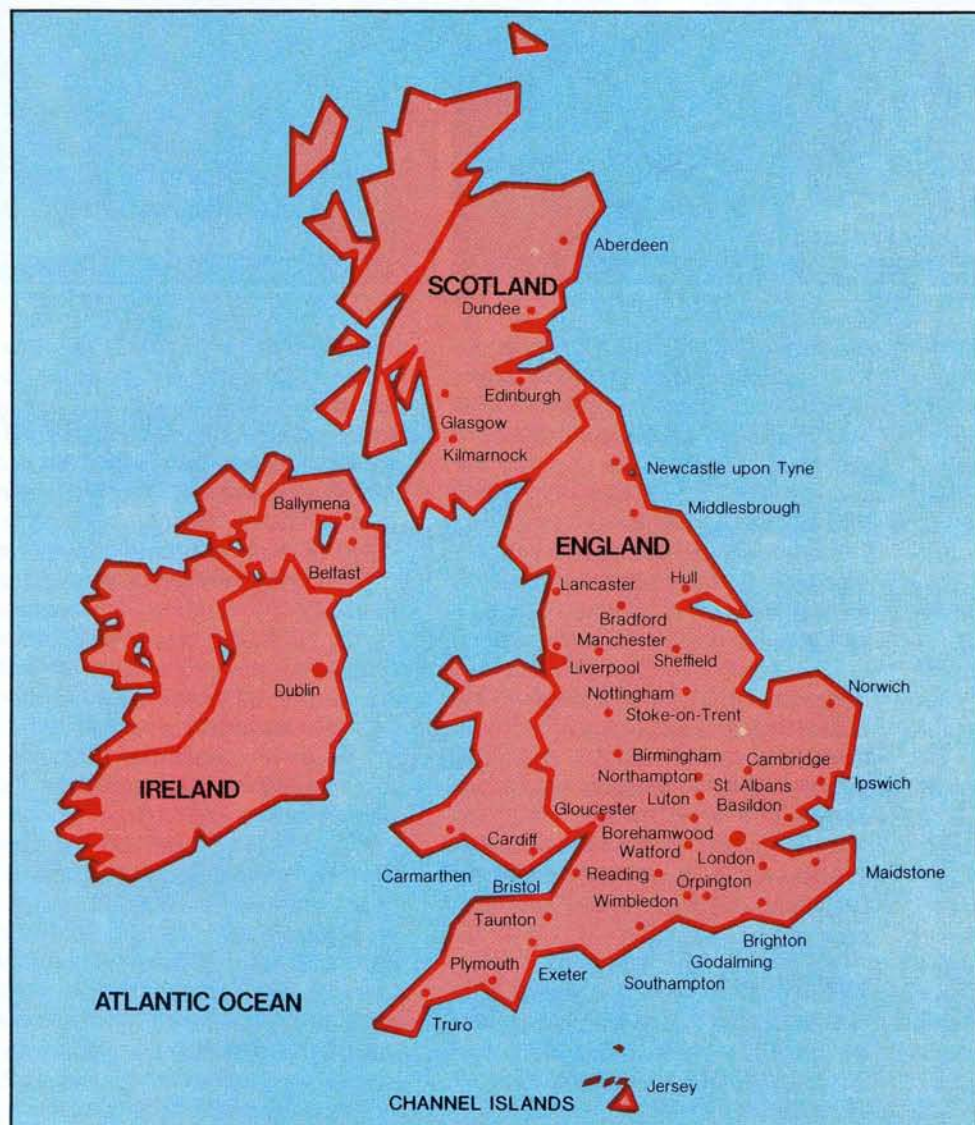 Aberdeen
SCOTLAND
Dundee
Edinburgh
Glasgow
Kilmarnock
Newcastle upon Tyne
Ballymena
Middlesbrough
ENGLAND
Belfast
Lancaster
Hull
Bradford
Manchester
Sheffield
Liverpool
Dublin
Nottingham
Norwich
Stoke-on-Trent
Birmingham
Cambridge
Northampton
St Albans
Ipswich
IRELAND
Luton
Basildon
Gloucester
Borehamwood
Cardiff
Watford
London
Carmarthen
Maidstone
Bristol
Reading
Orpington
Wimbledon
Taunton
Brighton
Plymouth
Exeter
Godalming
Southampton
ATLANTIC OCEAN
Truro
Jersey
CHANNEL ISLANDS